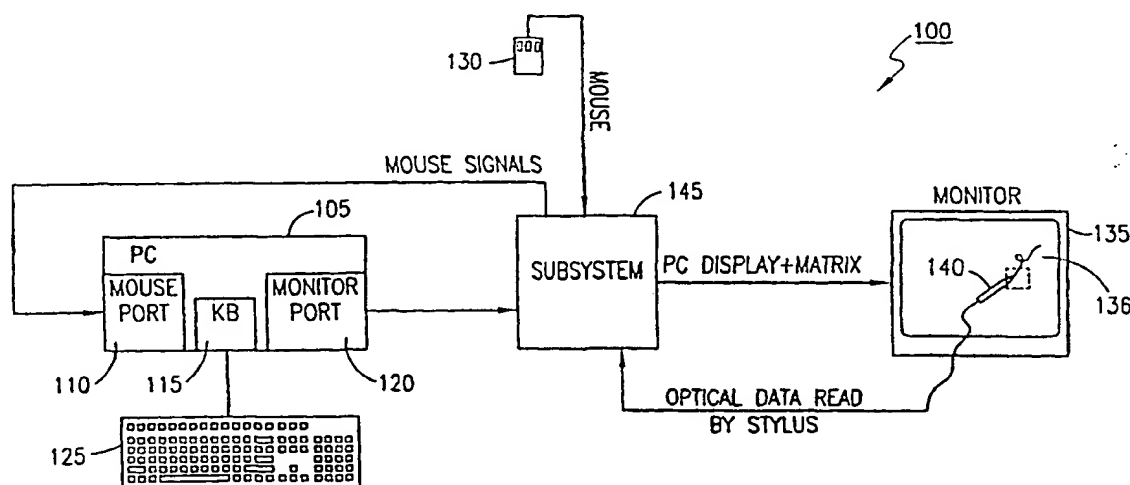 100
130
MOUSE
MOUSE SIGNALS
145
MONITOR
105
135
PC
SUBSYSTEM
PC DISPLAY+MATRIX
140
MOUSE
PORT
KB
MONITOR
PORT
136
110
115
120
OPTICAL DATA READ
BY STYLUS
125